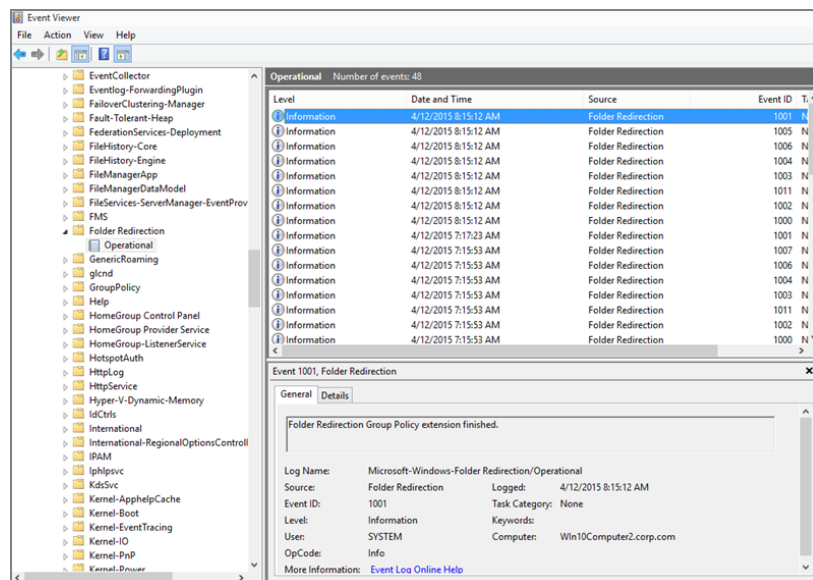 Event Viewer
File Action View Help
EventCollector
Eventlog-ForwardingPlugin
FailoverClustering-Manager
Fault-Tolerant-Heap
FederationServices-Deployment
FileHistory-Core
FileHistory-Engine
FileManagerApp
FileManagerDataModel
FileServices-ServerManager-EventProv
FMS
Folder Redirection
Operational
GenericRoaming
glcnd
GroupPolicy
Help
HomeGroup Control Panel
HomeGroup Provider Service
HomeGroup-ListenerService
HotspotAuth
HttpLog
HttpService
Hyper-V-Dynamic-Memory
IdCtrls
International
International-RegionalOptionsControll
IPAM
Iphlpsvc
KdsSvc
Kernel-ApphelpCache
Kernel-Boot
Kernel-EventTracing
Kernel-IO
Kernel-PnP
Kernel-Power
Operational Number of events: 48
Level Date and Time Source Event ID T
Information 4/12/2015 8:15:12 AM Folder Redirection 1001 N
Information 4/12/2015 8:15:12 AM Folder Redirection 1005 N
Information 4/12/2015 8:15:12 AM Folder Redirection 1006 N
Information 4/12/2015 8:15:12 AM Folder Redirection 1004 N
Information 4/12/2015 8:15:12 AM Folder Redirection 1003 N
Information 4/12/2015 8:15:12 AM Folder Redirection 1011 N
Information 4/12/2015 8:15:12 AM Folder Redirection 1002 N
Information 4/12/2015 8:15:12 AM Folder Redirection 1000 N
Information 4/12/2015 7:17:23 AM Folder Redirection 1001 N
Information 4/12/2015 7:15:53 AM Folder Redirection 1007 N
Information 4/12/2015 7:15:53 AM Folder Redirection 1006 N
Information 4/12/2015 7:15:53 AM Folder Redirection 1004 N
Information 4/12/2015 7:15:53 AM Folder Redirection 1003 N
Information 4/12/2015 7:15:53 AM Folder Redirection 1011 N
Information 4/12/2015 7:15:53 AM Folder Redirection 1002 N
Information 4/12/2015 7:15:53 AM Folder Redirection 1000 N
Event 1001, Folder Redirection
General Details
Folder Redirection Group Policy extension finished.
Log Name: Microsoft-Windows-Folder Redirection/Operational
Source: Folder Redirection Logged: 4/12/2015 8:15:12 AM
Event ID: 1001 Task Category: None
Level: Information Keywords:
User: SYSTEM Computer: WIn10Computer2.corp.com
OpCode: Info
More Information: Event Log Online Help